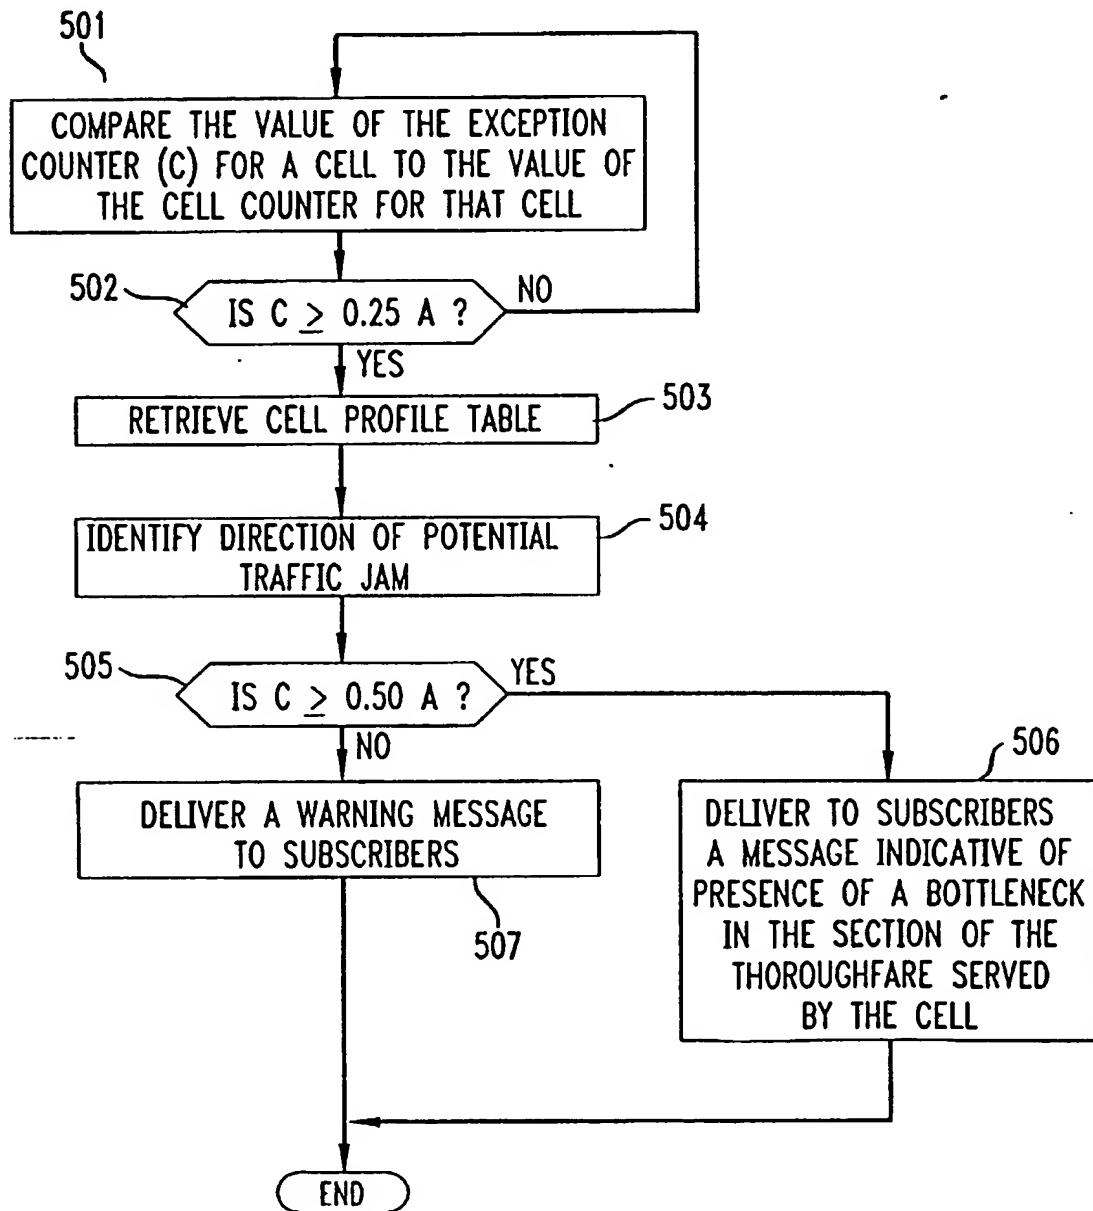 501
COMPARE THE VALUE OF THE EXCEPTION
COUNTER (C) FOR A CELL TO THE VALUE OF
THE CELL COUNTER FOR THAT CELL
502
IS C ≥ 0.25 A ?
NO
YES
RETRIEVE CELL PROFILE TABLE
503
IDENTIFY DIRECTION OF POTENTIAL
TRAFFIC JAM
504
505
IS C ≥ 0.50 A ?
YES
NO
506
DELIVER A WARNING MESSAGE
TO SUBSCRIBERS
507
DELIVER TO SUBSCRIBERS
A MESSAGE INDICATIVE OF
PRESENCE OF A BOTTLENECK
IN THE SECTION OF THE
THOROUGHFARE SERVED
BY THE CELL
END